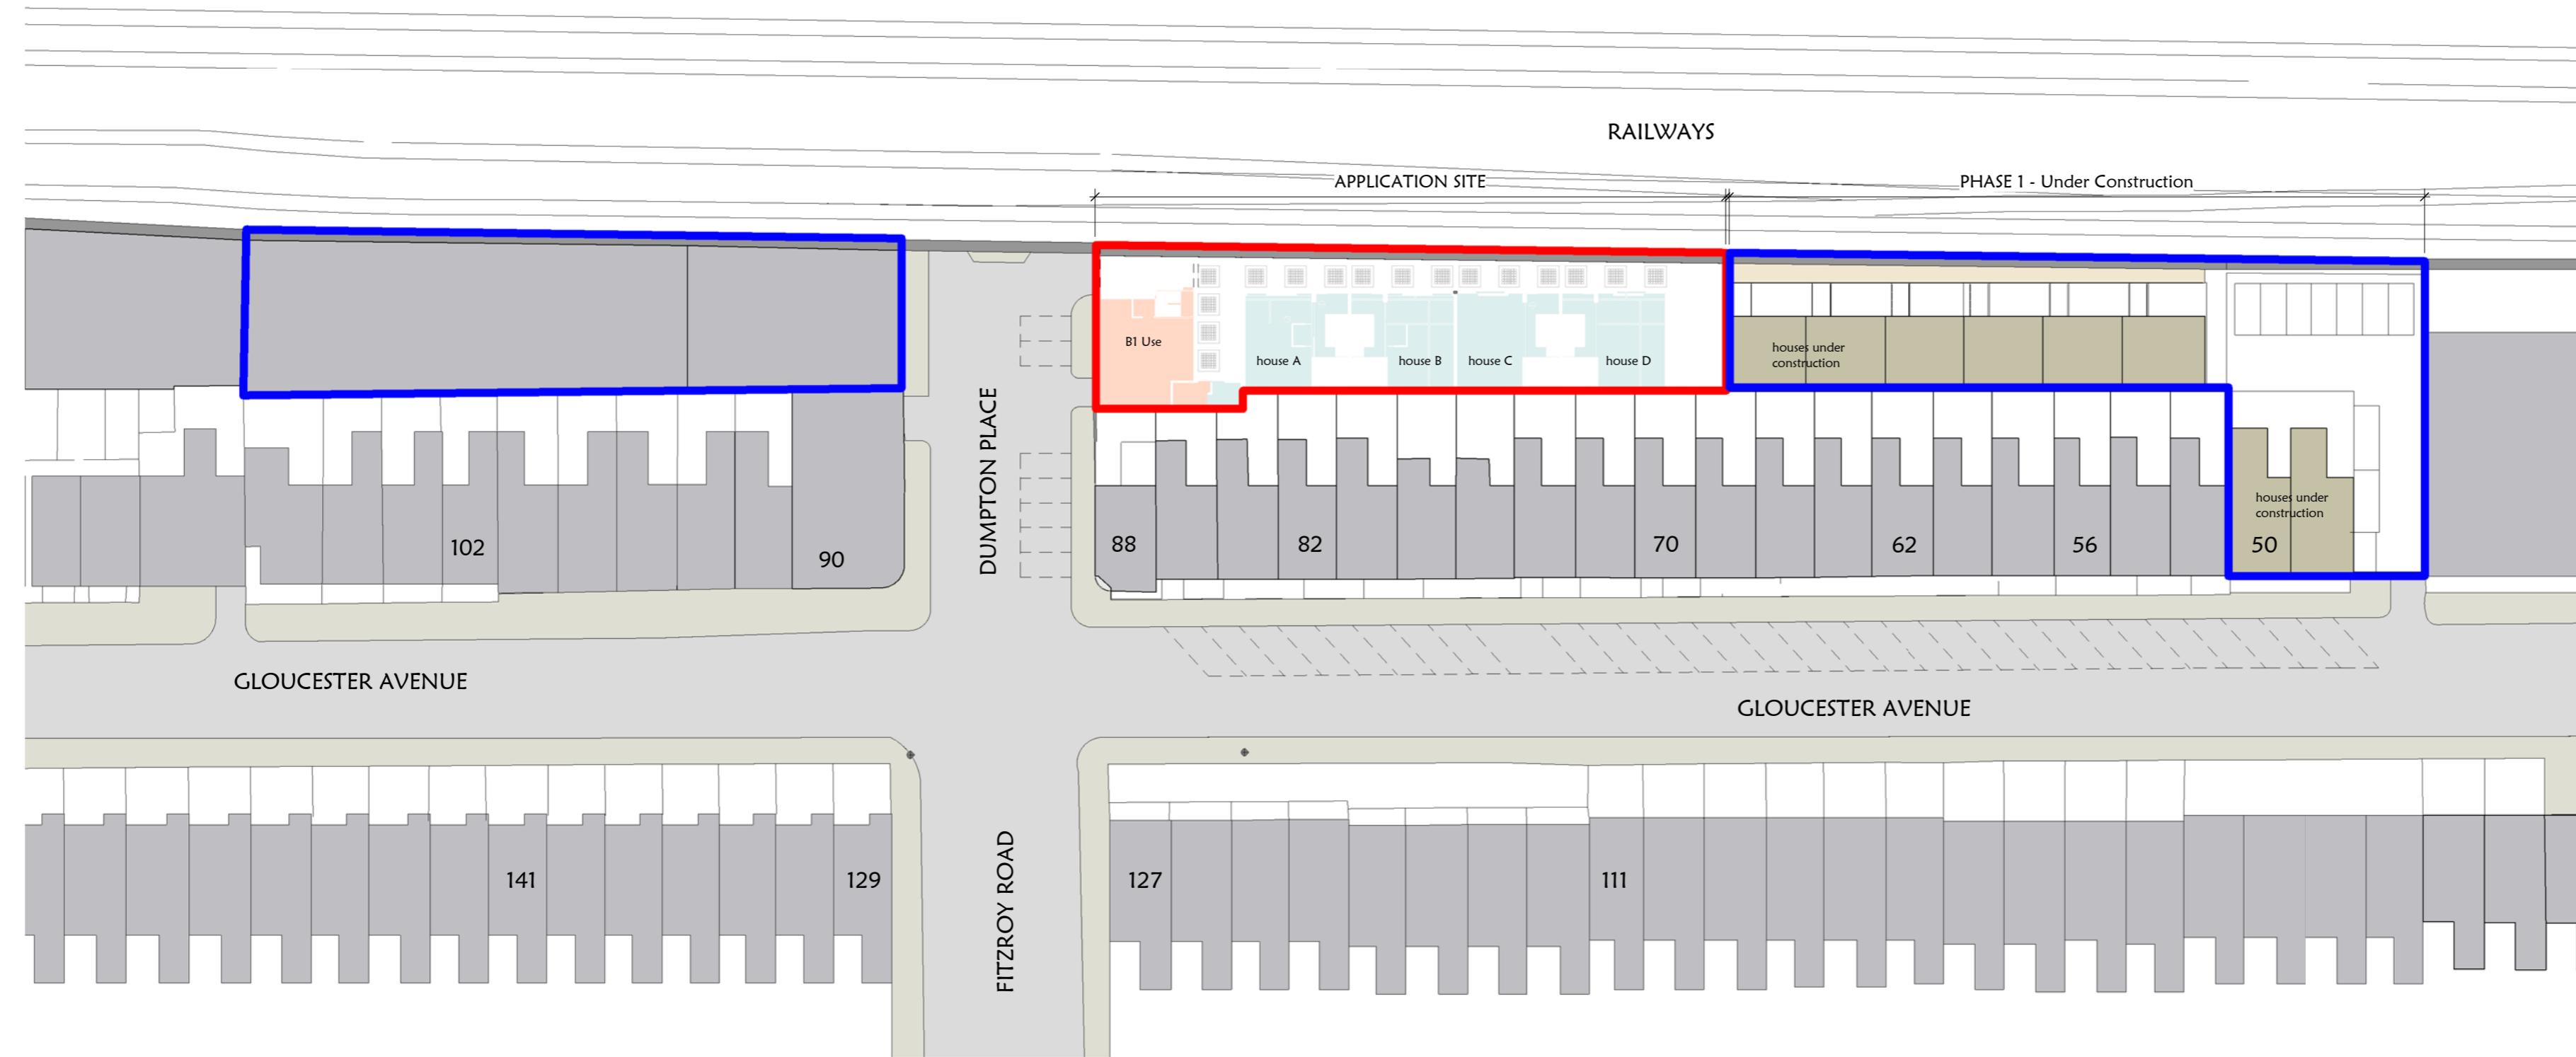 RAILWAYS
APPLICATION SITE
PHASE 1 - Under Construction
B1 Use
house A
house B
house C
house D
houses under
construction
DUMPTON PLACE
houses under
construction
102
90
88
82
70
62
56
50
GLOUCESTER AVENUE
GLOUCESTER AVENUE
FITZROY ROAD
141
129
127
111